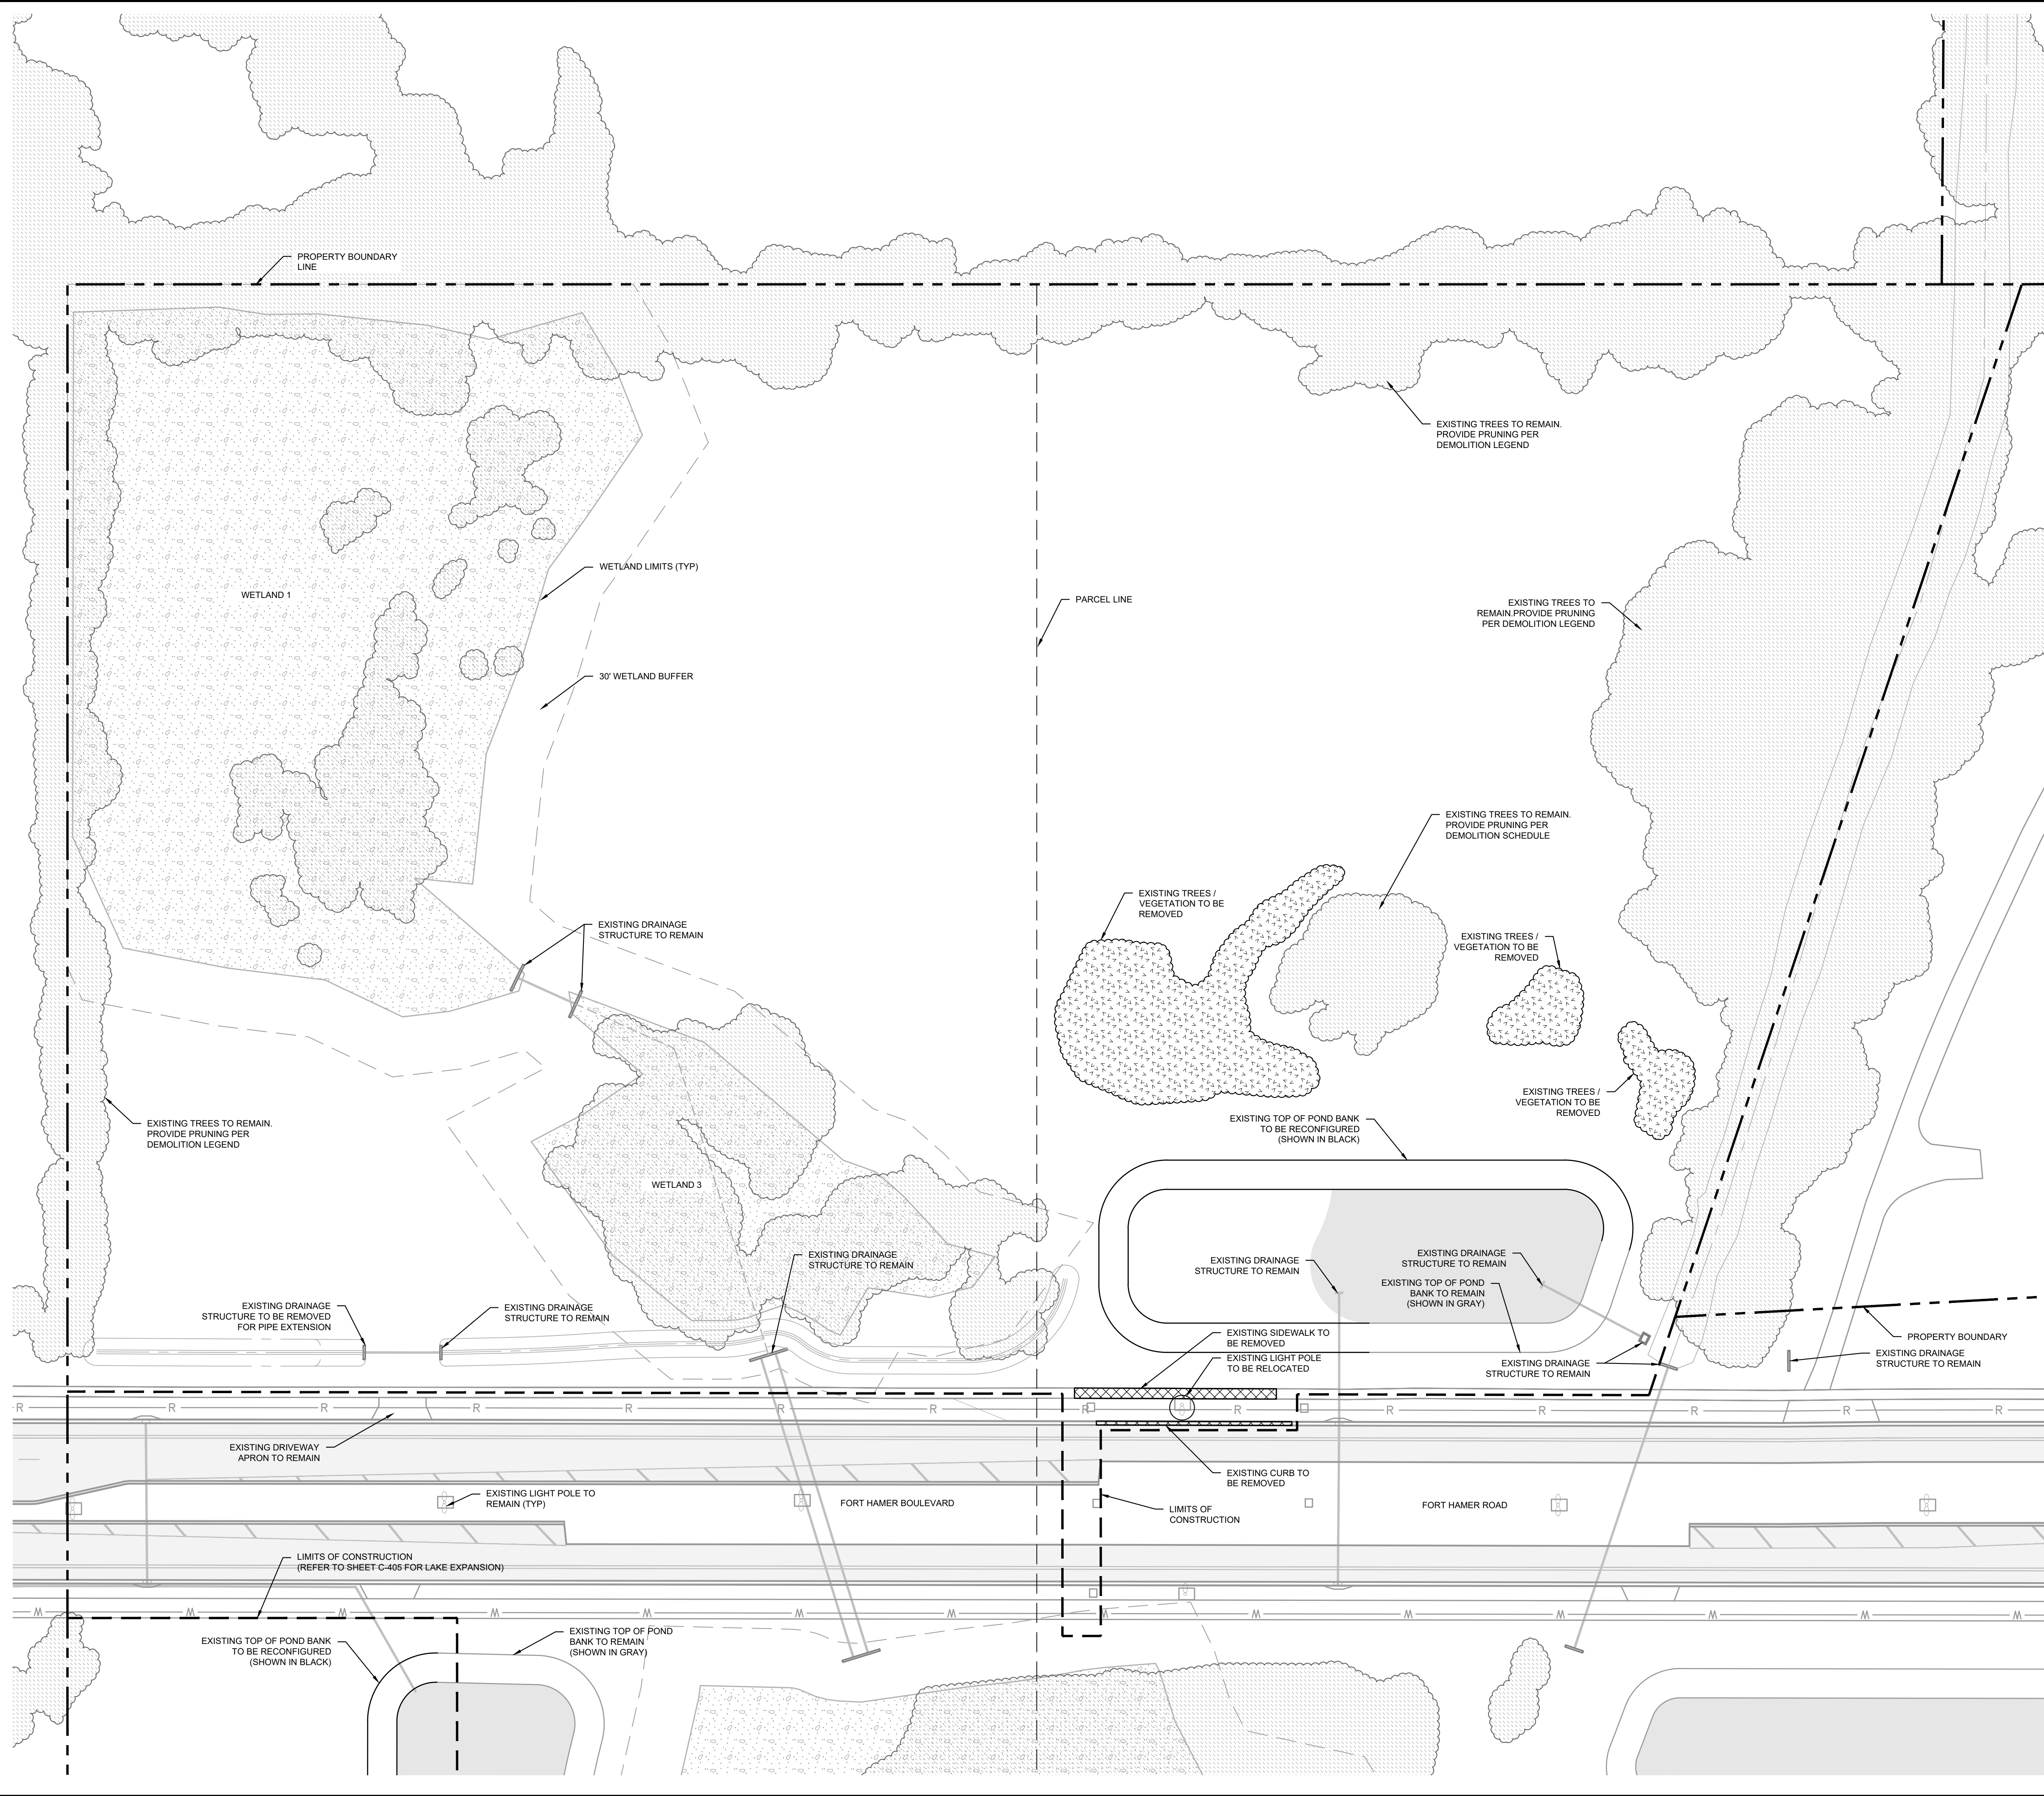 PROPERTY BOUNDARY
LINE
EXISTING TREES TO REMAIN.
PROVIDE PRUNING PER
DEMOLITION LEGEND
WETLAND LIMITS (TYP)
WETLAND 1
PARCEL LINE
EXISTING TREES TO
REMAIN.PROVIDE PRUNING
PER DEMOLITION LEGEND
30' WETLAND BUFFER
EXISTING TREES TO REMAIN.
PROVIDE PRUNING PER
DEMOLITION SCHEDULE
EXISTING TREES /
VEGETATION TO BE
REMOVED
EXISTING DRAINAGE
STRUCTURE TO REMAIN
EXISTING TREES /
VEGETATION TO BE
REMOVED
EXISTING TREES /
VEGETATION TO BE
REMOVED
EXISTING TREES TO REMAIN.
PROVIDE PRUNING PER
DEMOLITION LEGEND
EXISTING TOP OF POND BANK
TO BE RECONFIGURED
(SHOWN IN BLACK)
WETLAND 3
EXISTING DRAINAGE
STRUCTURE TO REMAIN
EXISTING DRAINAGE
STRUCTURE TO REMAIN
EXISTING DRAINAGE
STRUCTURE TO REMAIN
EXISTING TOP OF POND
BANK TO REMAIN
(SHOWN IN GRAY)
EXISTING DRAINAGE
STRUCTURE TO BE REMOVED
FOR PIPE EXTENSION
EXISTING DRAINAGE
STRUCTURE TO REMAIN
EXISTING SIDEWALK TO
BE REMOVED
EXISTING LIGHT POLE
TO BE RELOCATED
EXISTING DRAINAGE
STRUCTURE TO REMAIN
PROPERTY BOUNDARY
EXISTING DRAINAGE
STRUCTURE TO REMAIN
R R R R R R R R R R R R R R
EXISTING DRIVEWAY
APRON TO REMAIN
EXISTING CURB TO
BE REMOVED
EXISTING LIGHT POLE TO
REMAIN (TYP)
FORT HAMER BOULEVARD
LIMITS OF
CONSTRUCTION
FORT HAMER ROAD
LIMITS OF CONSTRUCTION
(REFER TO SHEET C-405 FOR LAKE EXPANSION)
EXISTING TOP OF POND BANK
TO BE RECONFIGURED
(SHOWN IN BLACK)
EXISTING TOP OF POND
BANK TO REMAIN
(SHOWN IN GRAY)